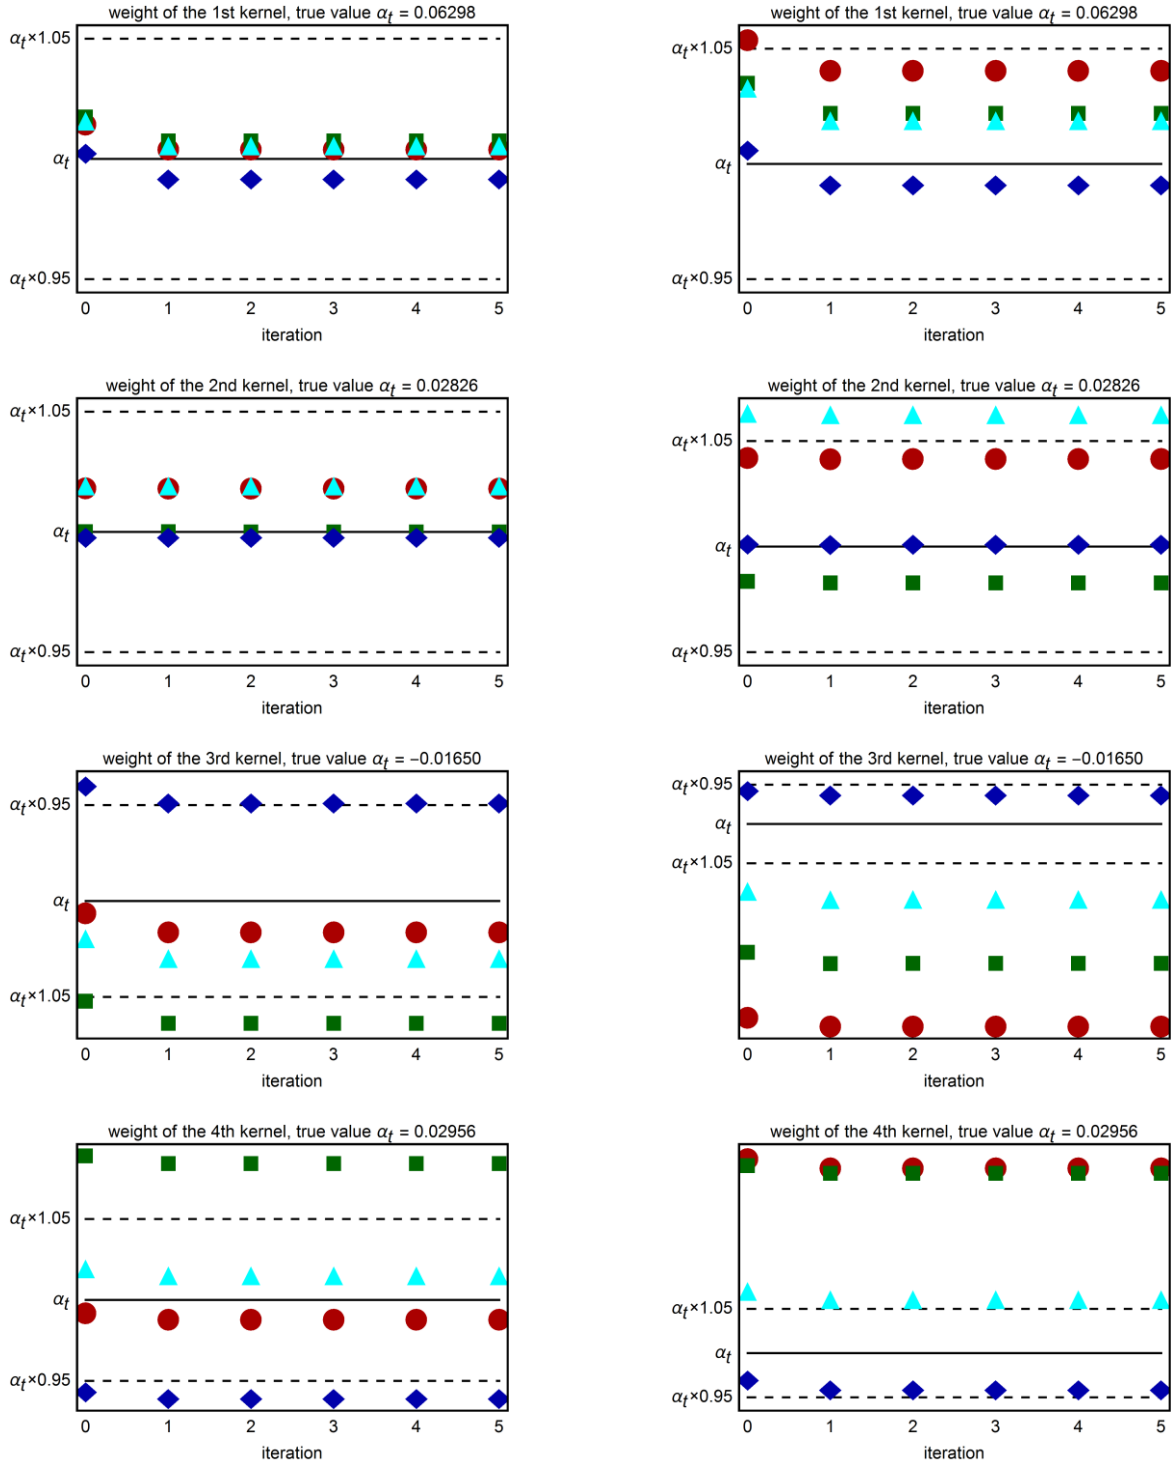 weight of the 1st kernel, true value αt = 0.06298
αt×1.05
αt
αt×0.95
0 1 2 3 4 5
iteration
weight of the 1st kernel, true value αt = 0.06298
αt×1.05
αt
αt×0.95
0 1 2 3 4 5
iteration
weight of the 2nd kernel, true value αt = 0.02826
αt×1.05
αt
αt×0.95
0 1 2 3 4 5
iteration
weight of the 2nd kernel, true value αt = 0.02826
αt×1.05
αt
αt×0.95
0 1 2 3 4 5
iteration
weight of the 3rd kernel, true value αt = −0.01650
αt×0.95
αt
αt×1.05
0 1 2 3 4 5
iteration
weight of the 3rd kernel, true value αt = −0.01650
αt×0.95
αt
αt×1.05
0 1 2 3 4 5
iteration
weight of the 4th kernel, true value αt = 0.02956
αt×1.05
αt
αt×0.95
0 1 2 3 4 5
iteration
weight of the 4th kernel, true value αt = 0.02956
αt×1.05
αt
αt×0.95
0 1 2 3 4 5
iteration